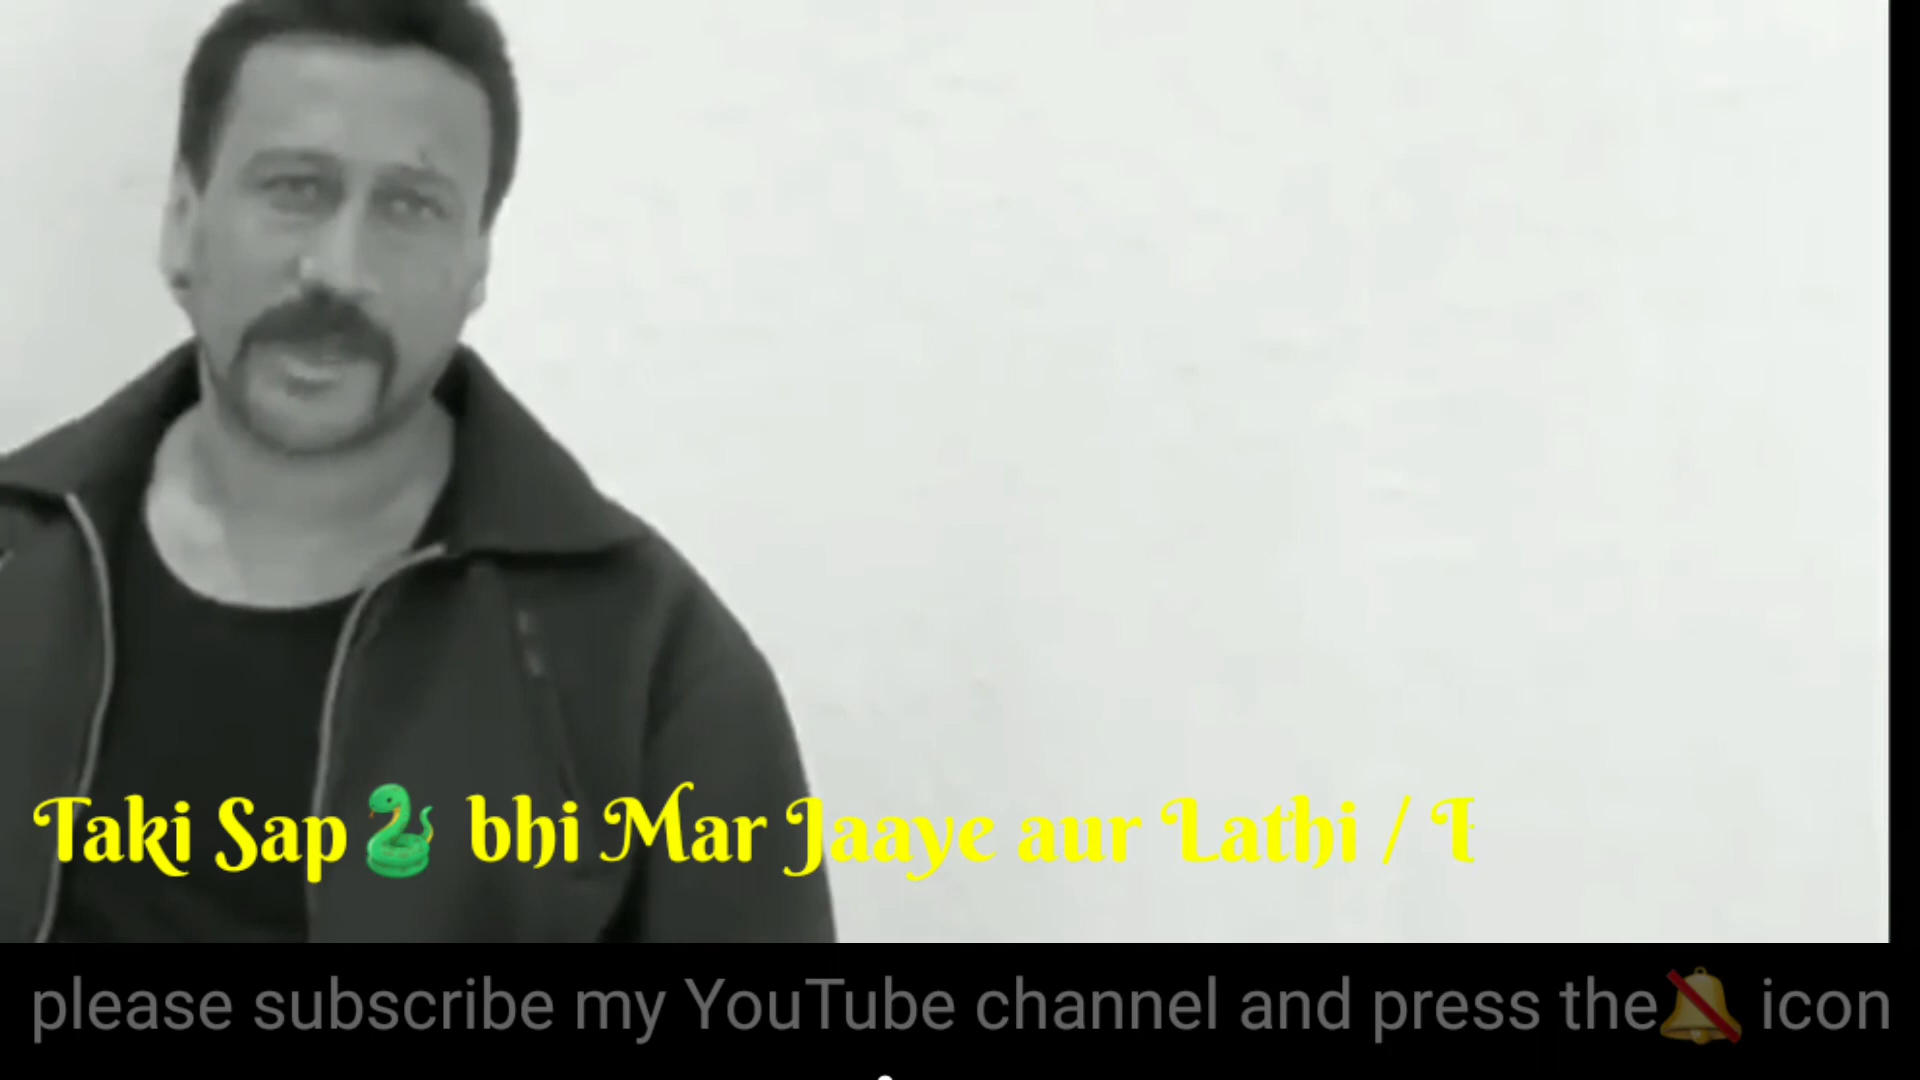 Taki Sap🐍 bhi Mar Jaaye aur Lathi /
please subscribe my YouTube channel and press the🔕 icon